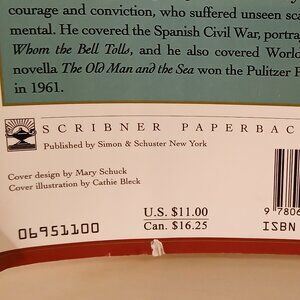 courage and conviction, who suffered unseen
mental. He covered the Spanish Civil War,
Whom the Bell Tolls, and he also covered World
novella The Old Man and the Sea won the Pulitzer
in 1961.
SCRIBNER PAPERBAC
Published by Simon & Schuster New York
Cover design by Mary Schuck
Cover illustration by Cathie Bleck
06951100
U.S. $11.00
Can. $16.25
9 7806
ISBN